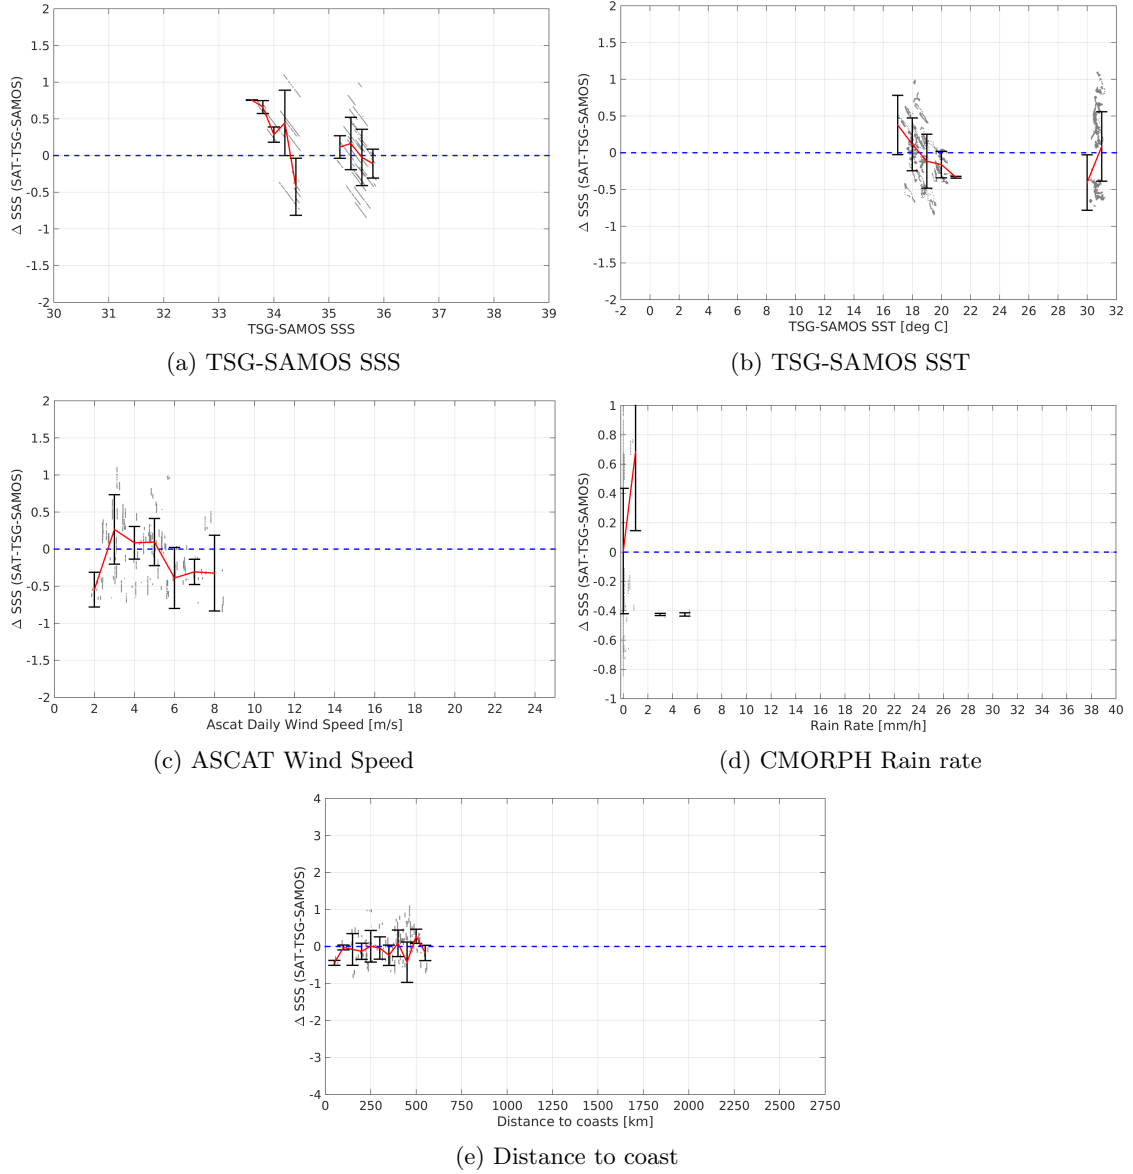 2
1.5
1
0.5
0
-0.5
-1
-1.5
-2
Δ SSS (SAT-TSG-SAMOS)
30 31 32 33 34 35 36 37 38 39
TSG-SAMOS SSS
(a) TSG-SAMOS SSS
2
1.5
1
0.5
0
-0.5
-1
-1.5
-2
Δ SSS (SAT-TSG-SAMOS)
-2 0 2 4 6 8 10 12 14 16 18 20 22 24 26 28 30 32
TSG-SAMOS SST [deg C]
(b) TSG-SAMOS SST
2
1.5
1
0.5
0
-0.5
-1
-1.5
-2
Δ SSS (SAT-TSG-SAMOS)
0 2 4 6 8 10 12 14 16 18 20 22 24
Ascat Daily Wind Speed [m/s]
(c) ASCAT Wind Speed
1
0.8
0.6
0.4
0.2
0
-0.2
-0.4
-0.6
-0.8
-1
Δ SSS (SAT-TSG-SAMOS)
0 2 4 6 8 10 12 14 16 18 20 22 24 26 28 30 32 34 36 38 40
Rain Rate [mm/h]
(d) CMORPH Rain rate
4
3
2
1
0
-1
-2
-3
-4
Δ SSS (SAT-TSG-SAMOS)
0 250 500 750 1000 1250 1500 1750 2000 2250 2500 2750
Distance to coasts [km]
(e) Distance to coast